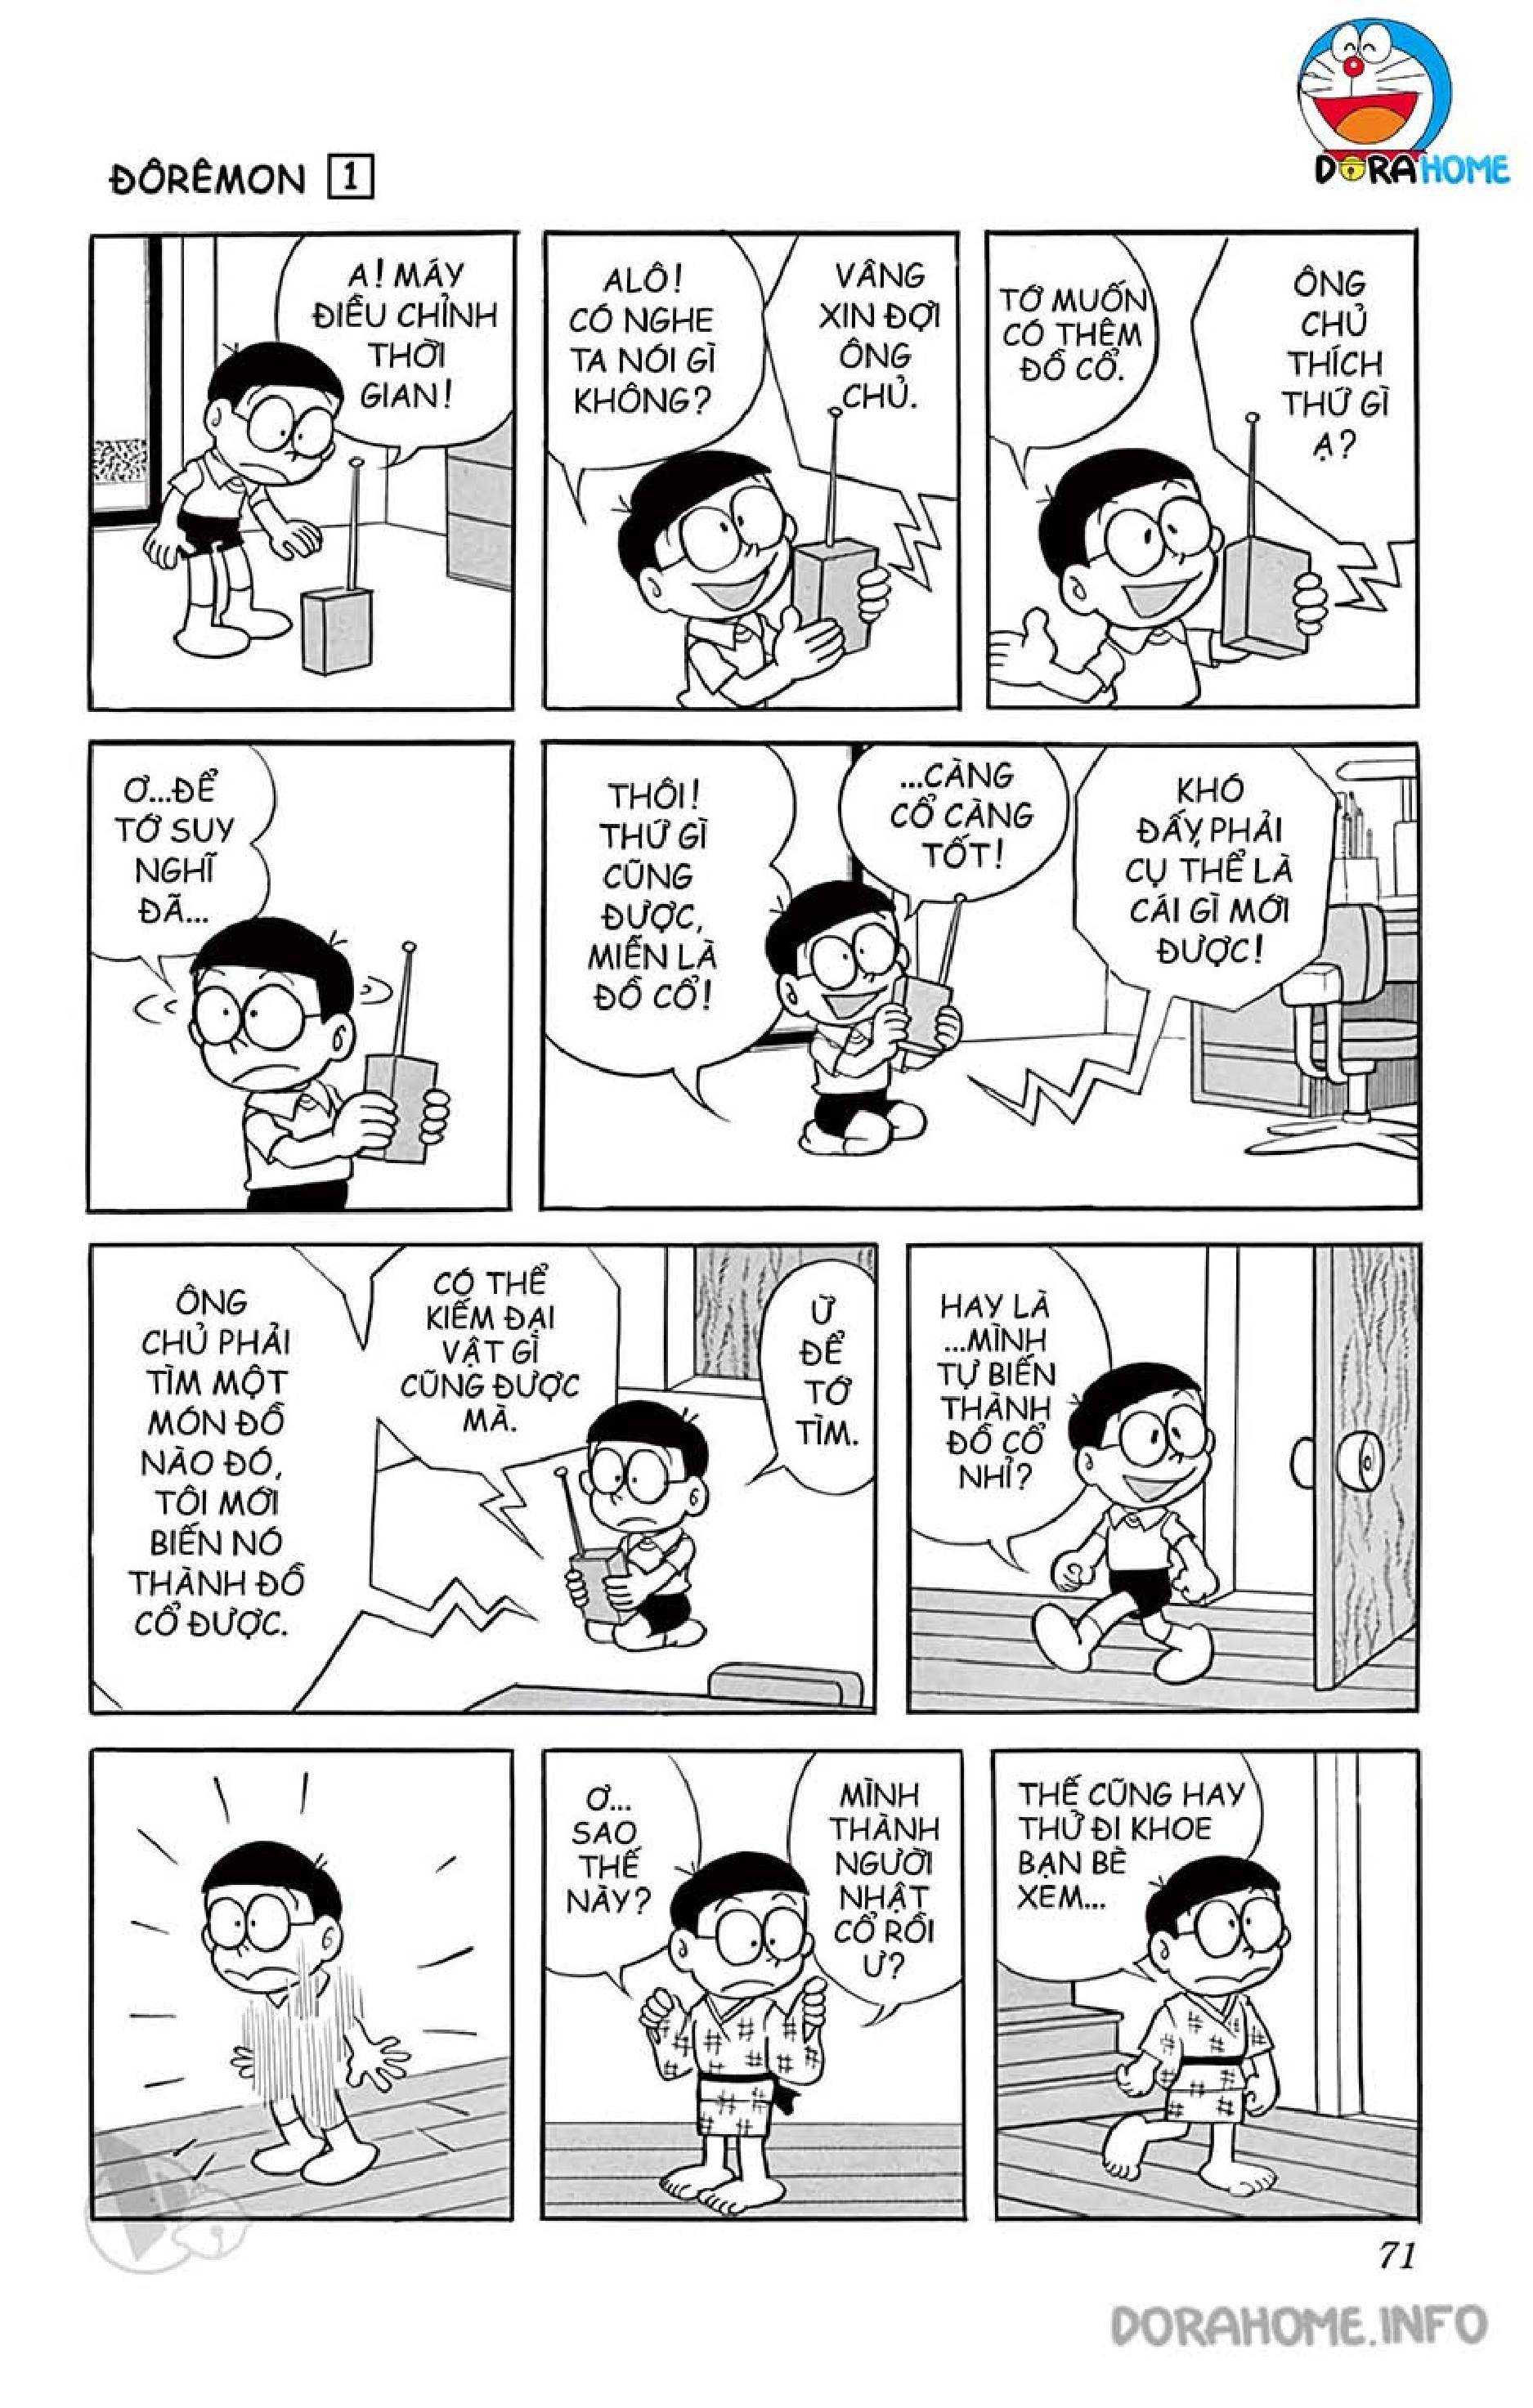 DORAHOME
ĐÔRÊMON 1
A! MÁY
ĐIỀU CHỈNH
THỜI
GIAN!
ALÔ!
CÓ NGHE
TA NÓI GÌ
KHÔNG?
VÂNG
XIN ĐỢI
ÔNG
CHỦ.
TỚ MUỐN
CÓ THÊM
ĐỒ CỔ.
ÔNG
CHỦ
THÍCH
THỨ GÌ
Ạ?
Ơ...ĐỂ
TỚ SUY
NGHĨ
ĐÃ...
THÔI!
THỨ GÌ
CŨNG
ĐƯỢC,
MIỄN LÀ
ĐỒ CỔ!
...CÀNG
CỔ CÀNG
TỐT!
KHÓ
ĐẤY, PHẢI
CỤ THỂ LÀ
CÁI GÌ MỚI
ĐƯỢC!
ÔNG
CHỦ PHẢI
TÌM MỘT
MÓN ĐỒ
NÀO ĐÓ,
TÔI MỚI
BIẾN NÓ
THÀNH ĐỒ
CỔ ĐƯỢC.
CÓ THỂ
KIẾM ĐẠI
VẬT GÌ
CŨNG ĐƯỢC
MÀ.
Ừ
ĐỂ
TỚ
TÌM.
HAY LÀ
...MÌNH
TỰ BIẾN
THÀNH
ĐỒ CỔ
NHỈ?
Ơ...
SAO
THẾ
NÀY?
MÌNH
THÀNH
NGƯỜI
NHẬT
CỔ RỒI
Ư?
THẾ CŨNG HAY
THỬ ĐI KHOE
BẠN BÈ
XEM...
71
DORAHOME.INFO